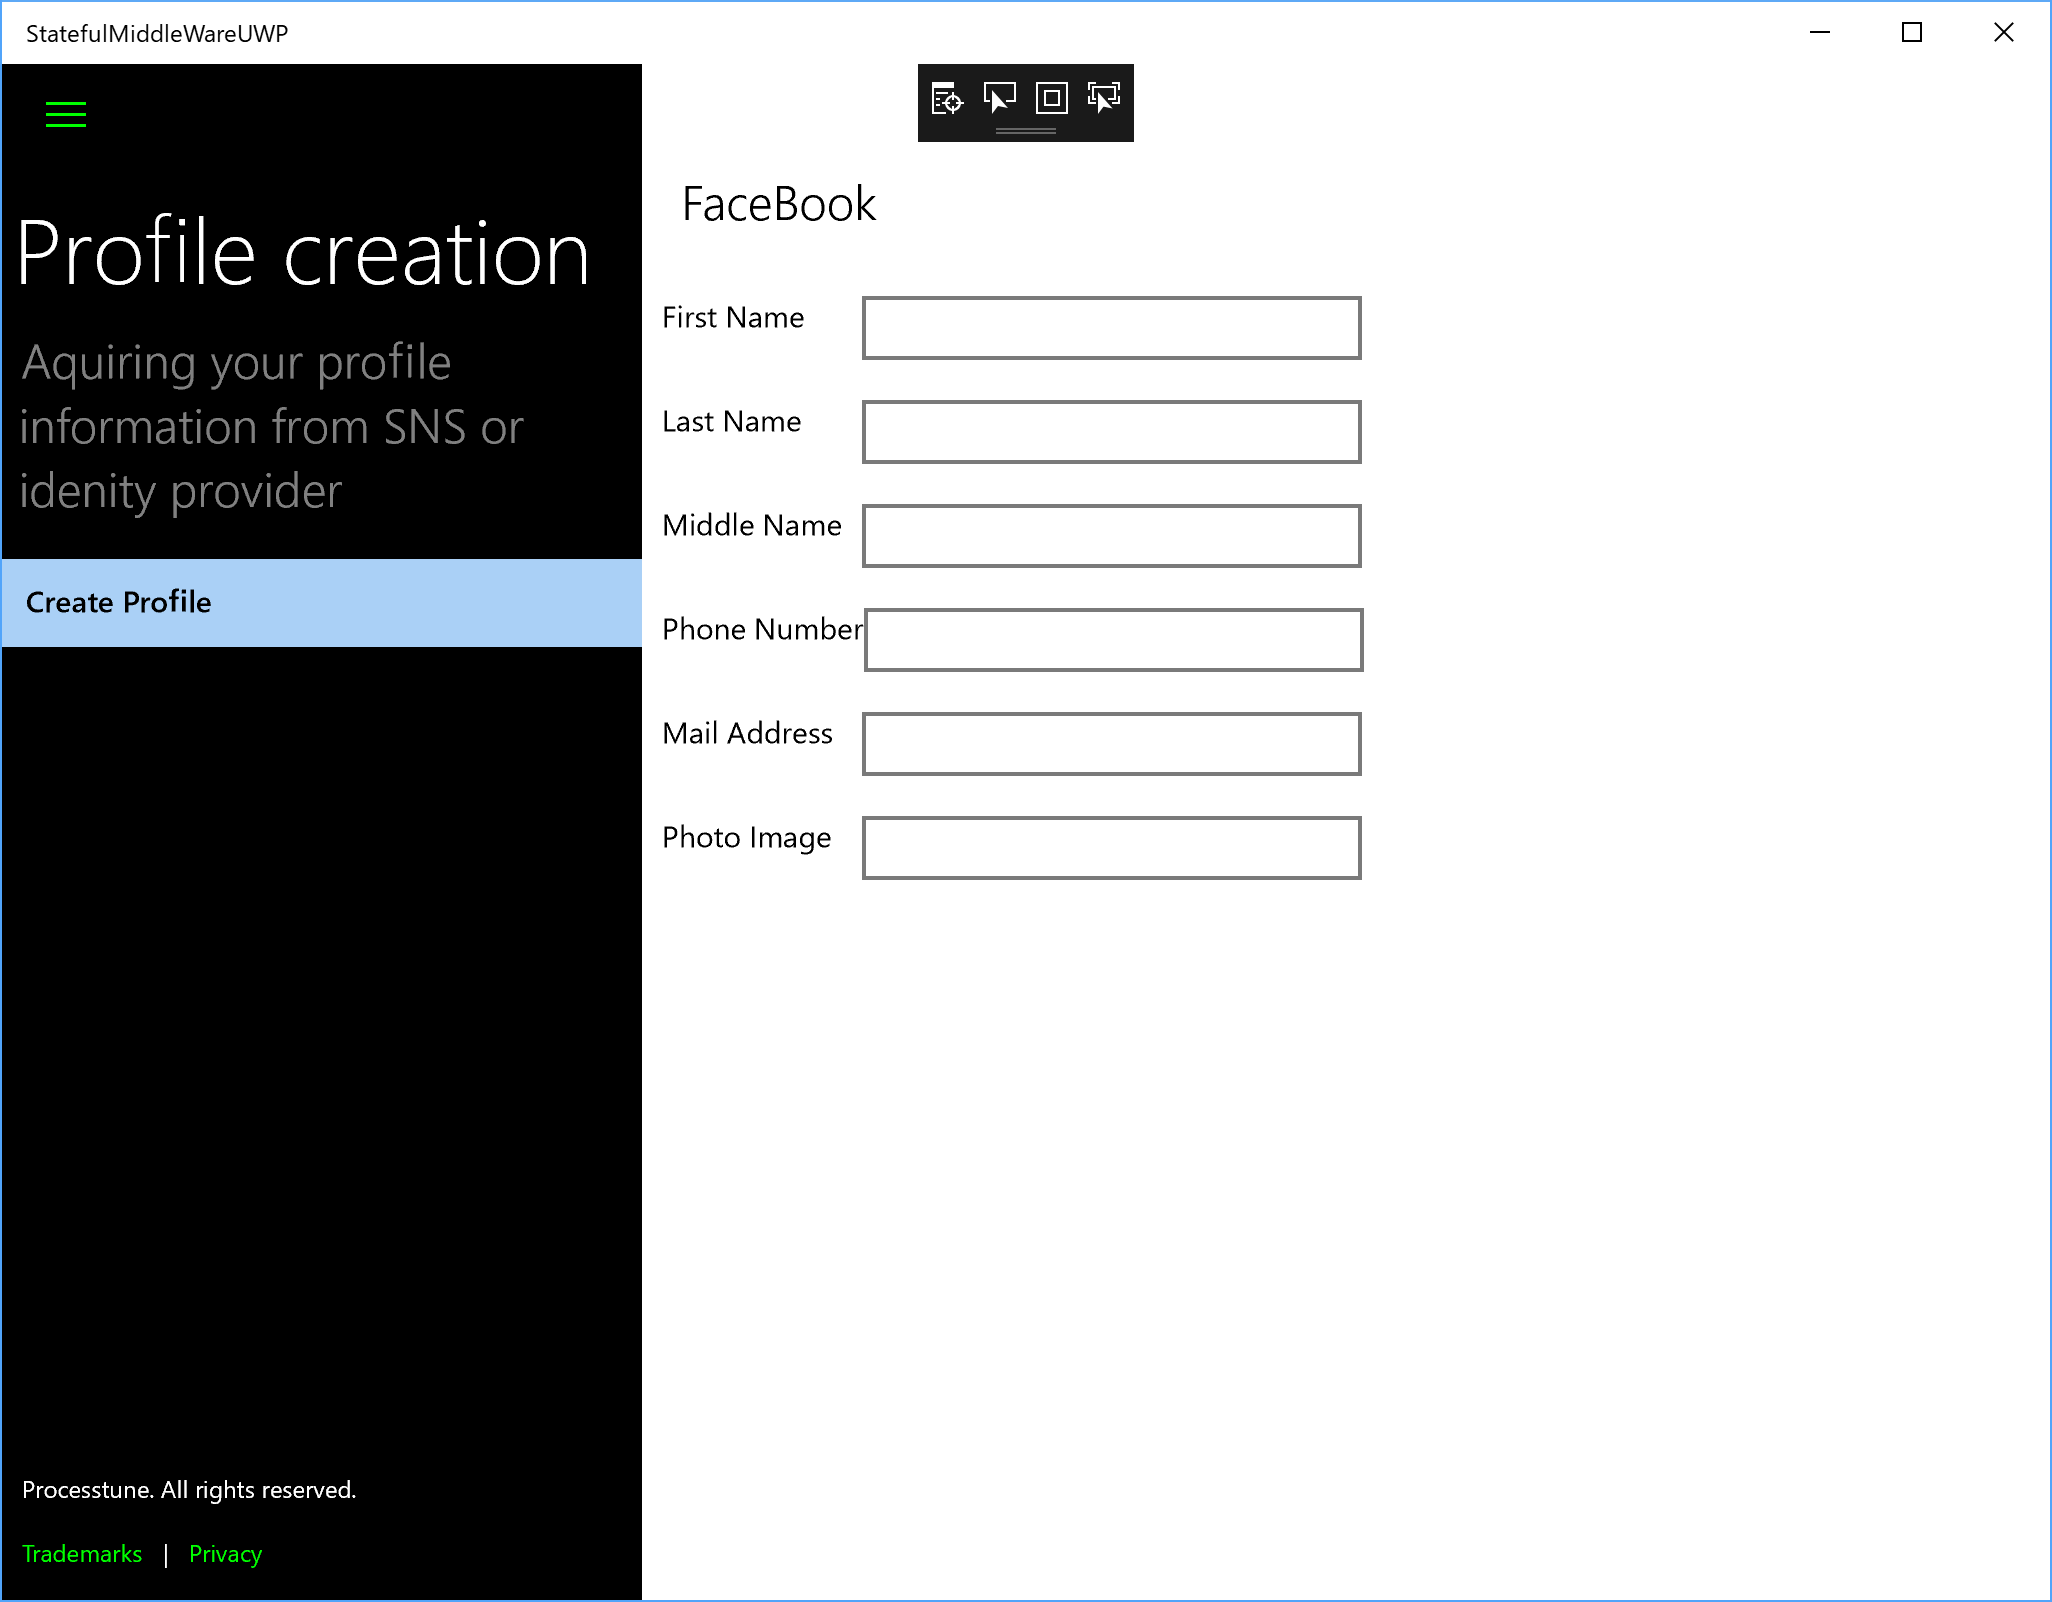 StatefulMiddleWareUWP
Profile creation
Aquiring your profile
information from SNS or
idenity provider
Create Profile
Processtune. All rights reserved.
Trademarks | Privacy
FaceBook
First Name
Last Name
Middle Name
Phone Number
Mail Address
Photo Image